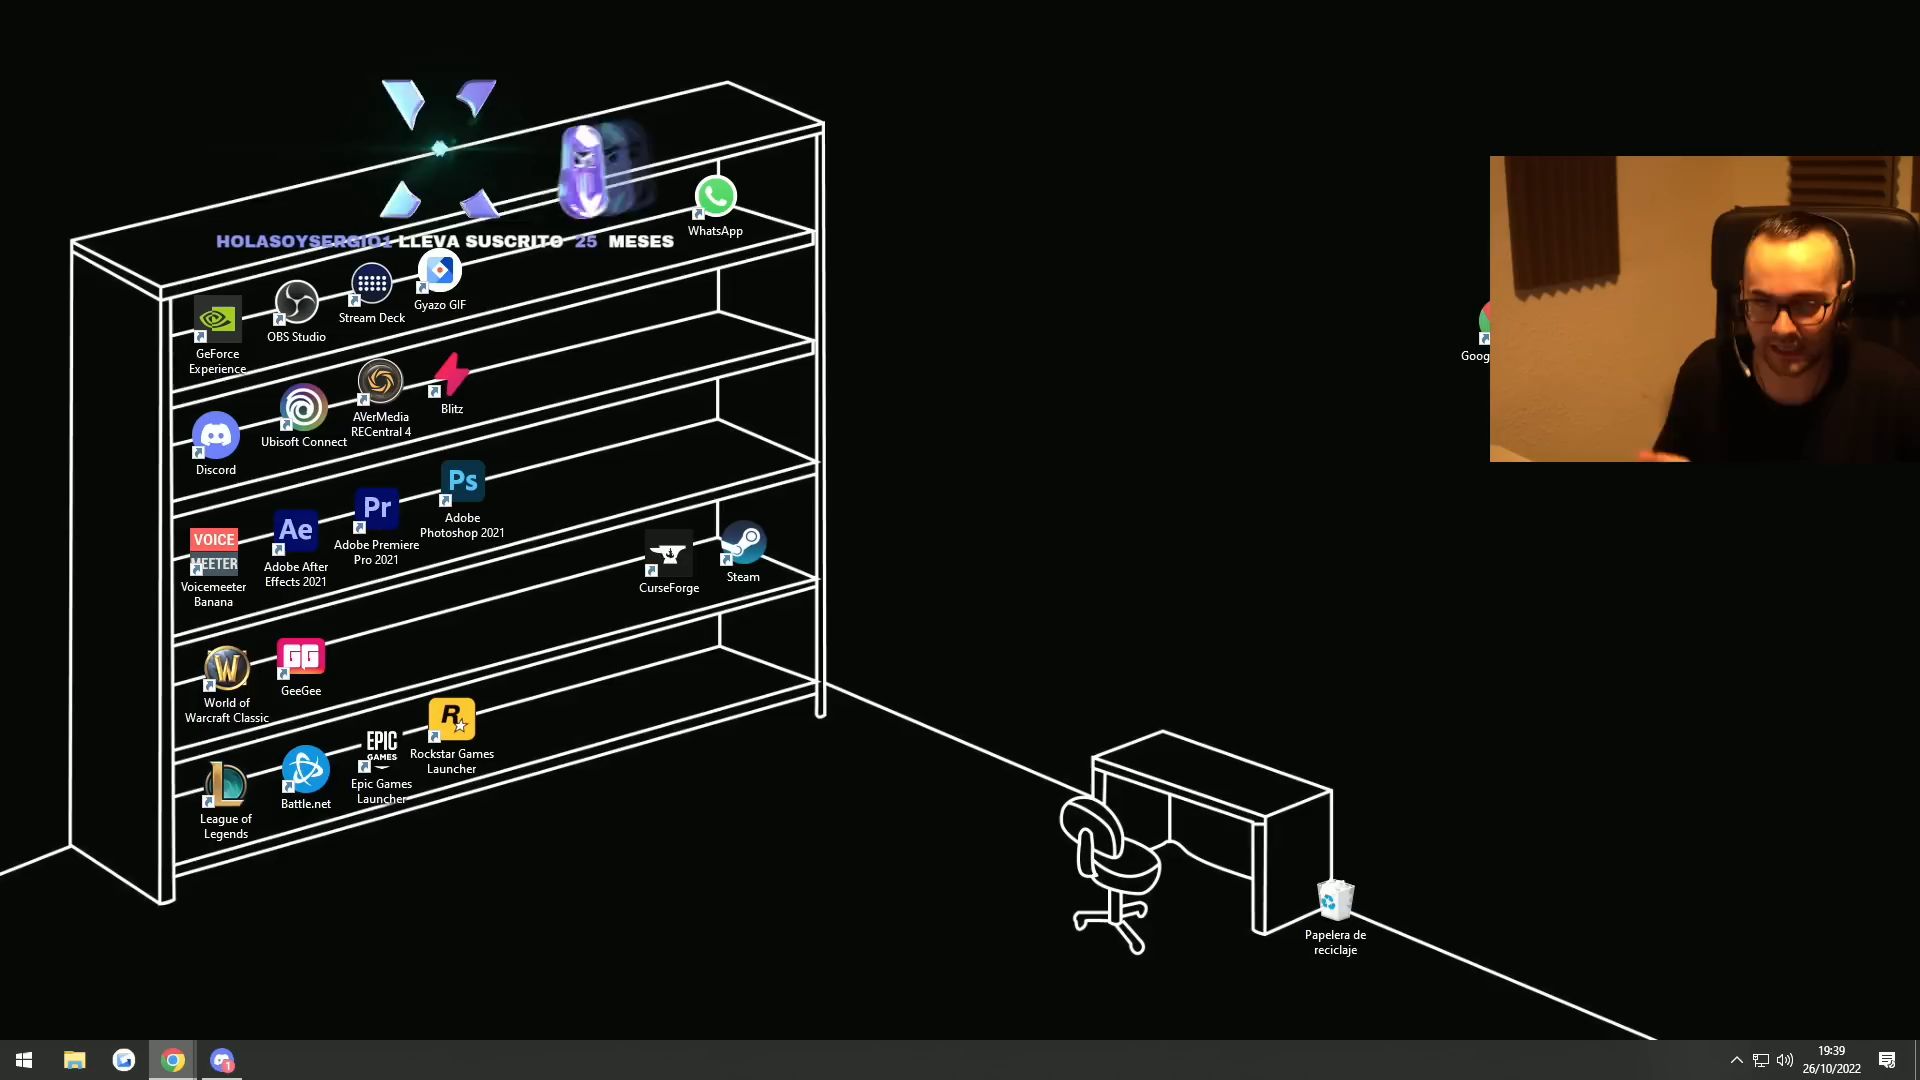 WhatsApp
HOLASOYSERGIO1 LLEVA SUSCRITO 25 MESES
Gyazo GIF
Stream Deck
OBS Studio
GeForce
Experience
Goog
Blitz
AVerMedia
RECentral 4
Ubisoft Connect
Discord
Ps
Adobe
Photoshop 2021
Pr
Adobe Premiere
Pro 2021
Ae
Adobe After
Effects 2021
VOICE
MEETER
Voicemeeter
Banana
CurseForge
Steam
W
World of
Warcraft Classic
GG
GeeGee
R
Rockstar Games
Launcher
EPIC
GAMES
Epic Games
Launcher
Battle.net
L
League of
Legends
Papelera de
reciclaje
1
19:39
26/10/2022